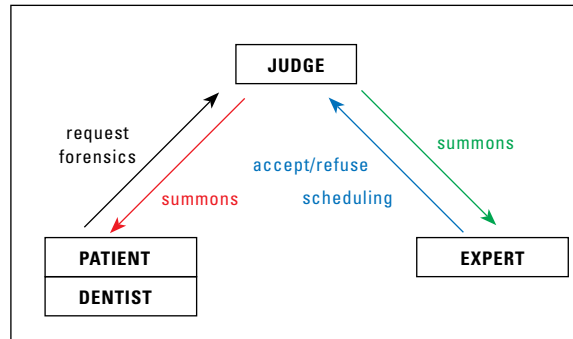 JUDGE
request
forensics
summons
accept/refuse
scheduling
summons
PATIENT
DENTIST
EXPERT